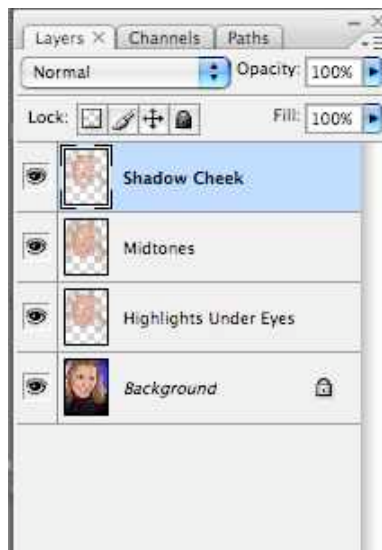 Layers × Channels Paths
Normal Opacity: 100%
Lock: Fill: 100%
Shadow Cheek
Midtones
Highlights Under Eyes
Background